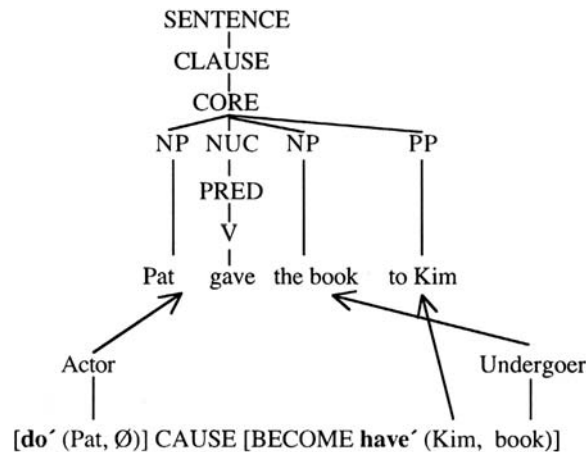 SENTENCE
CLAUSE
CORE
NP NUC NP PP
PRED
V
Pat gave the book to Kim
Actor Undergoer
[do´ (Pat, Ø)] CAUSE [BECOME have´ (Kim, book)]